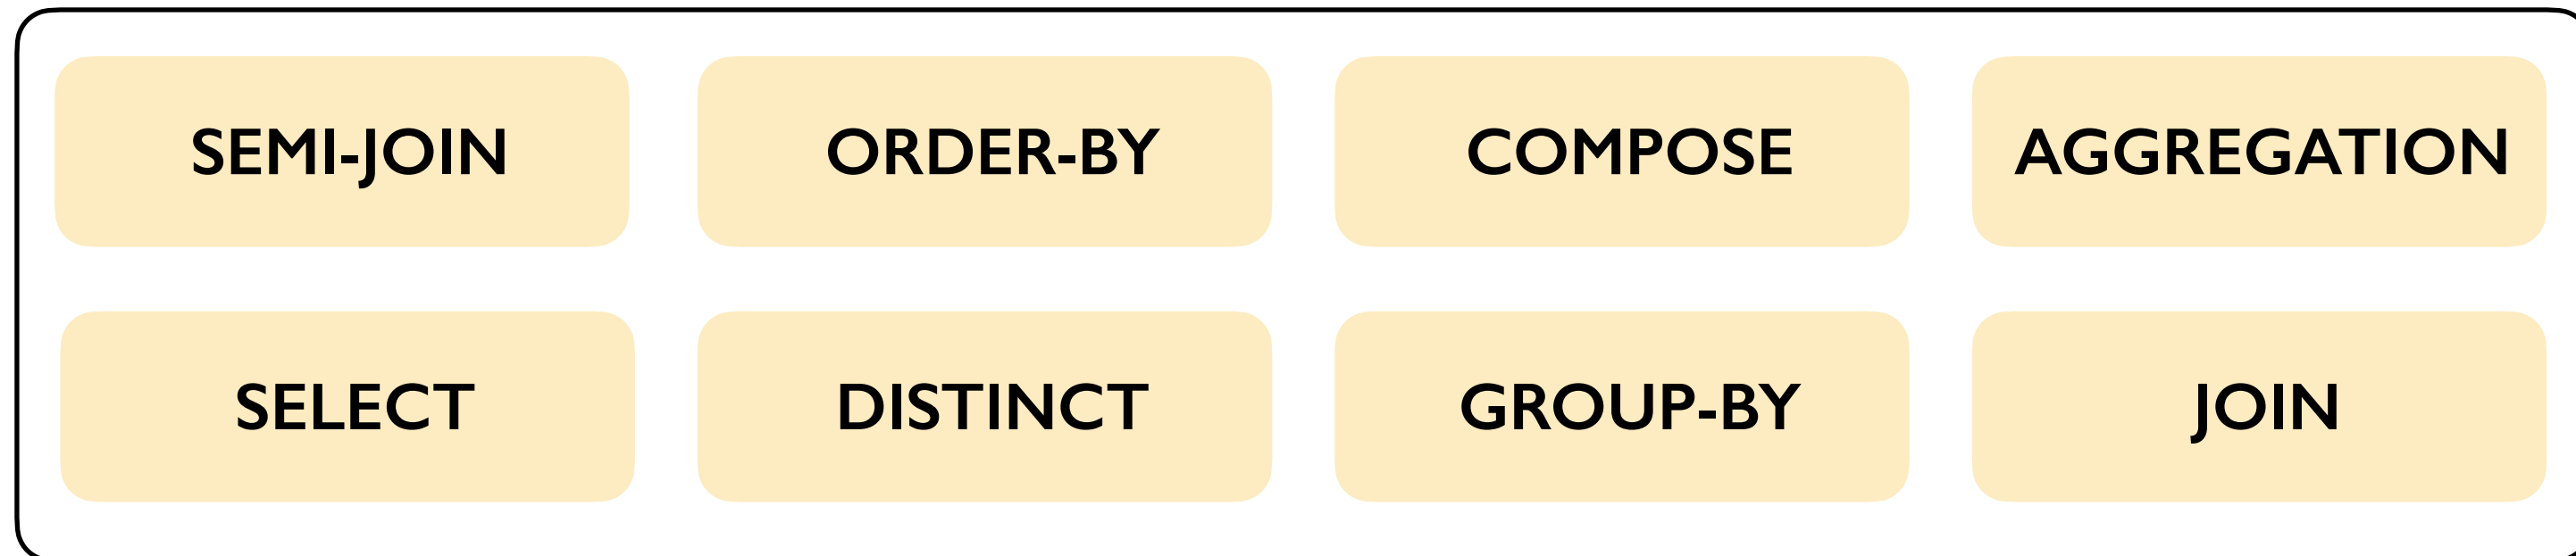 SEMI-JOIN
ORDER-BY
COMPOSE
AGGREGATION
SELECT
DISTINCT
GROUP-BY
JOIN